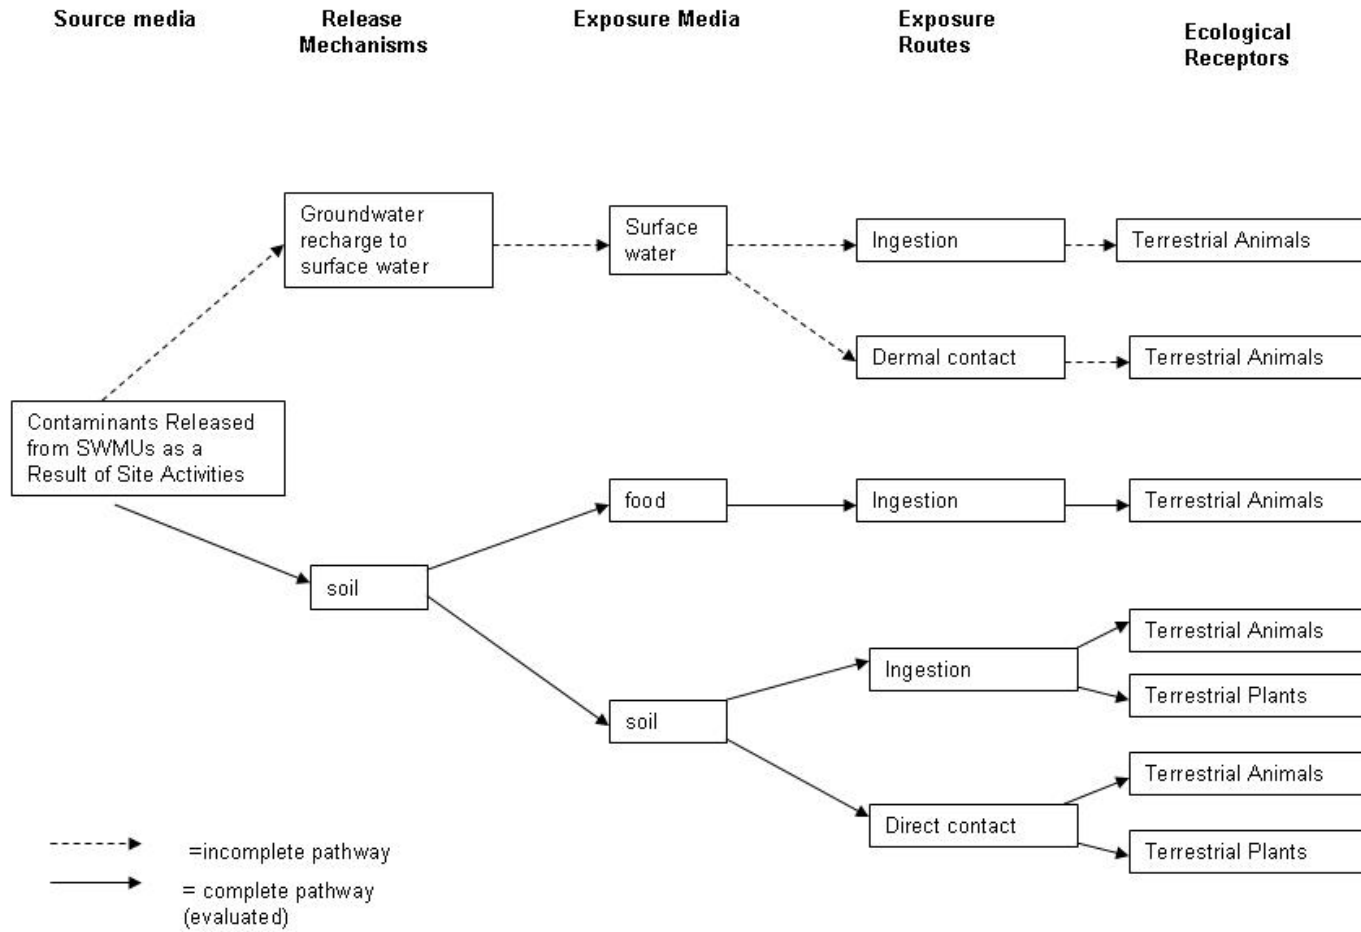 Source media
Release
Mechanisms
Exposure Media
Exposure
Routes
Ecological
Receptors
Groundwater
recharge to
surface water
Surface
water
Ingestion
Terrestrial Animals
Dermal contact
Terrestrial Animals
Contaminants Released
from SWMUs as a
Result of Site Activities
food
Ingestion
Terrestrial Animals
soil
soil
Ingestion
Terrestrial Animals
Terrestrial Plants
Direct contact
Terrestrial Animals
Terrestrial Plants
=incomplete pathway
= complete pathway
(evaluated)